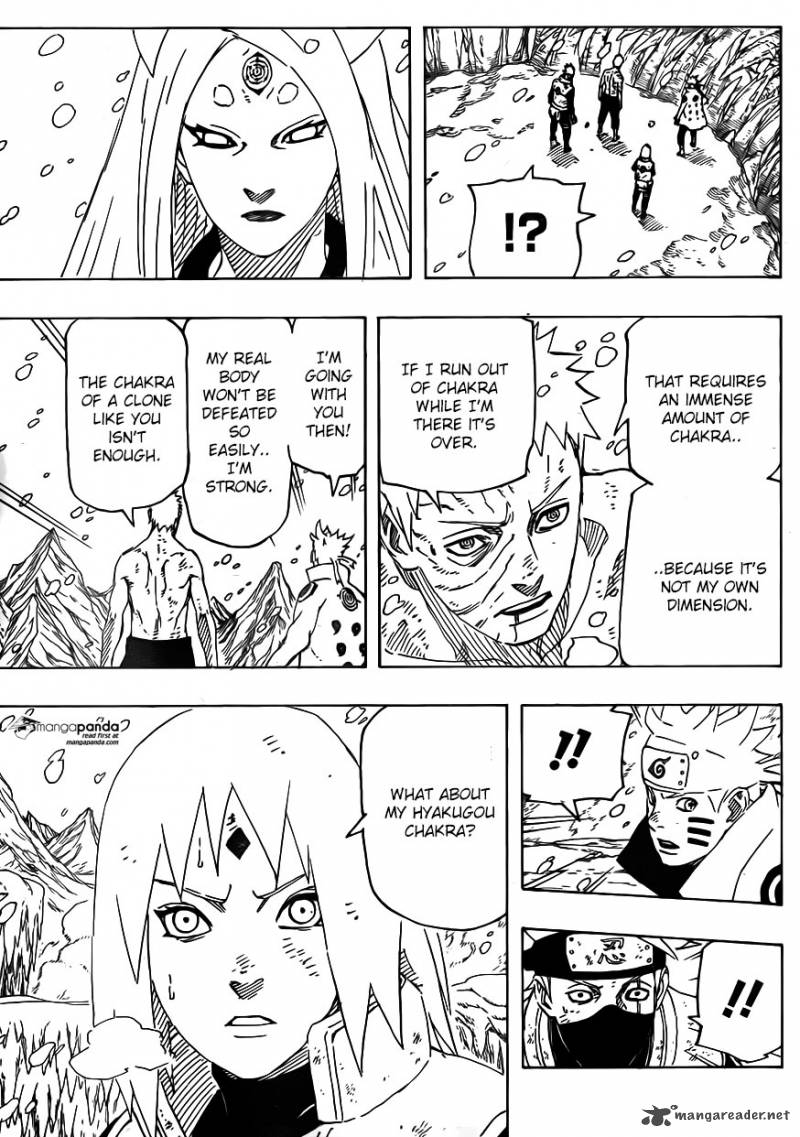 !?
THAT REQUIRES
AN IMMENSE
AMOUNT OF
CHAKRA..
..BECAUSE IT'S
NOT MY OWN
DIMENSION.
IF I RUN OUT
OF CHAKRA
WHILE I'M
THERE IT'S
OVER.
I'M
GOING
WITH
YOU
THEN!
MY REAL
BODY
WON'T BE
DEFEATED
SO
EASILY..
I'M
STRONG.
THE CHAKRA
OF A CLONE
LIKE YOU
ISN'T
ENOUGH.
!!
忍
!!
WHAT ABOUT
MY HYAKUGOU
CHAKRA?
mangapanda
read first at
mangapanda.com
mangareader.net